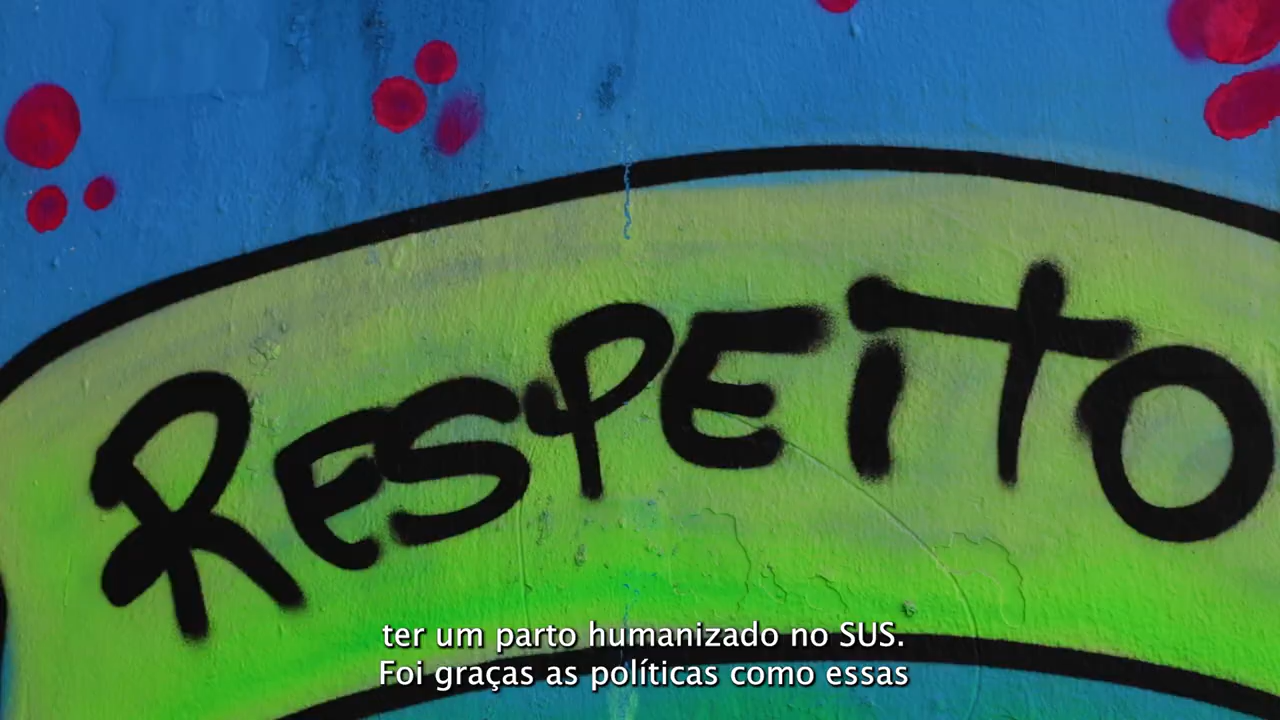 RESPEITO
ter um parto humanizado no SUS.
Foi graças as políticas como essas